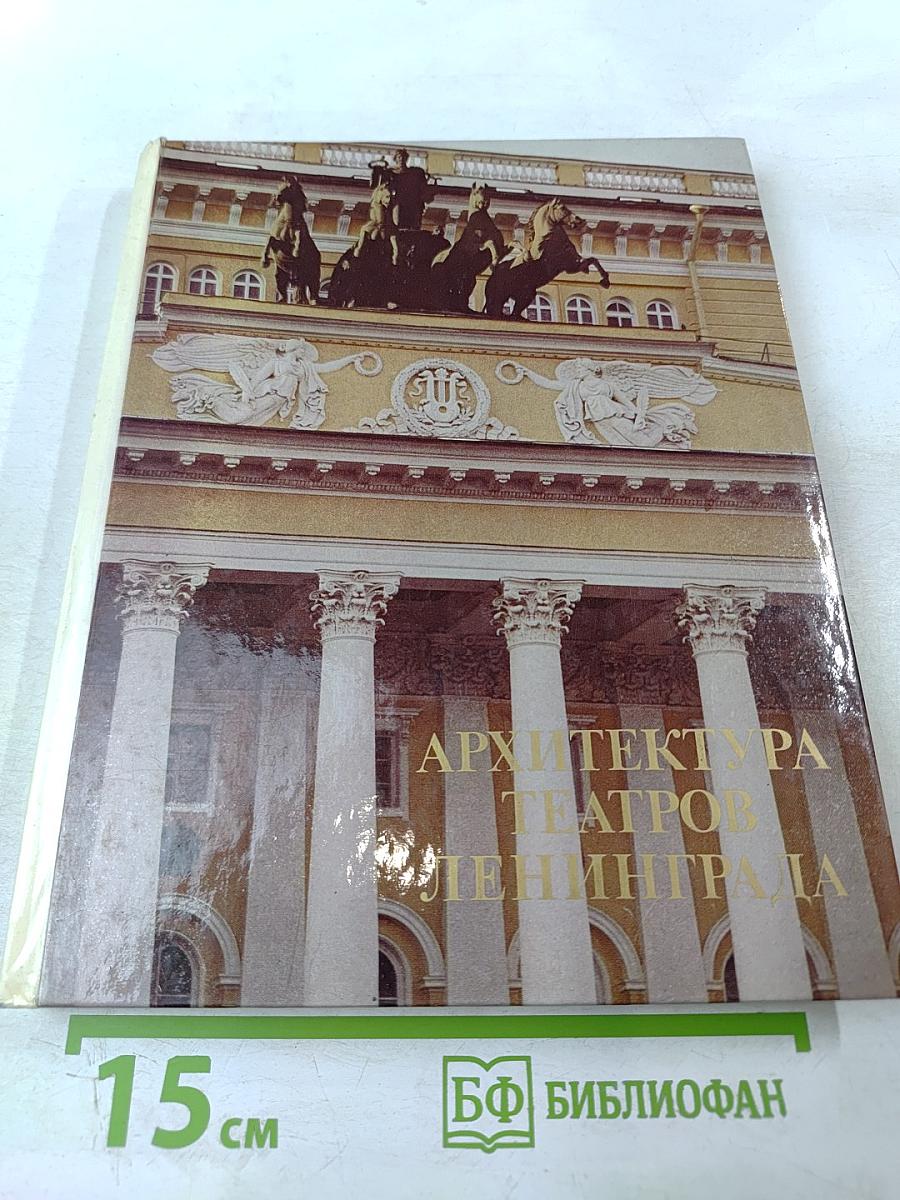 АРХИТЕКТУРА
ТЕАТРОВ
ЛЕНИНГРАДА
15 см
БФ БИБЛИОФАН